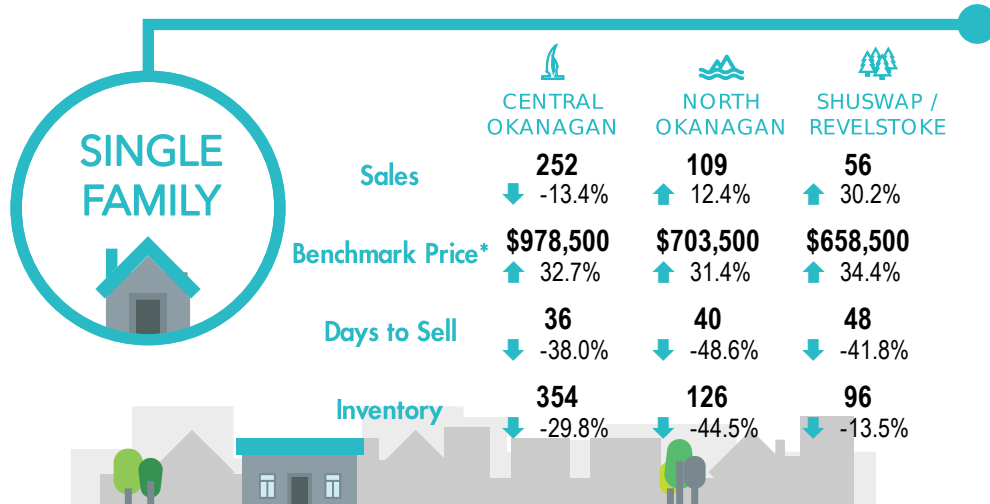 SINGLE
FAMILY
CENTRAL
OKANAGAN
NORTH
OKANAGAN
SHUSWAP /
REVELSTOKE
Sales
252
-13.4%
109
12.4%
56
30.2%
Benchmark Price*
$978,500
32.7%
$703,500
31.4%
$658,500
34.4%
Days to Sell
36
-38.0%
40
-48.6%
48
-41.8%
Inventory
354
-29.8%
126
-44.5%
96
-13.5%